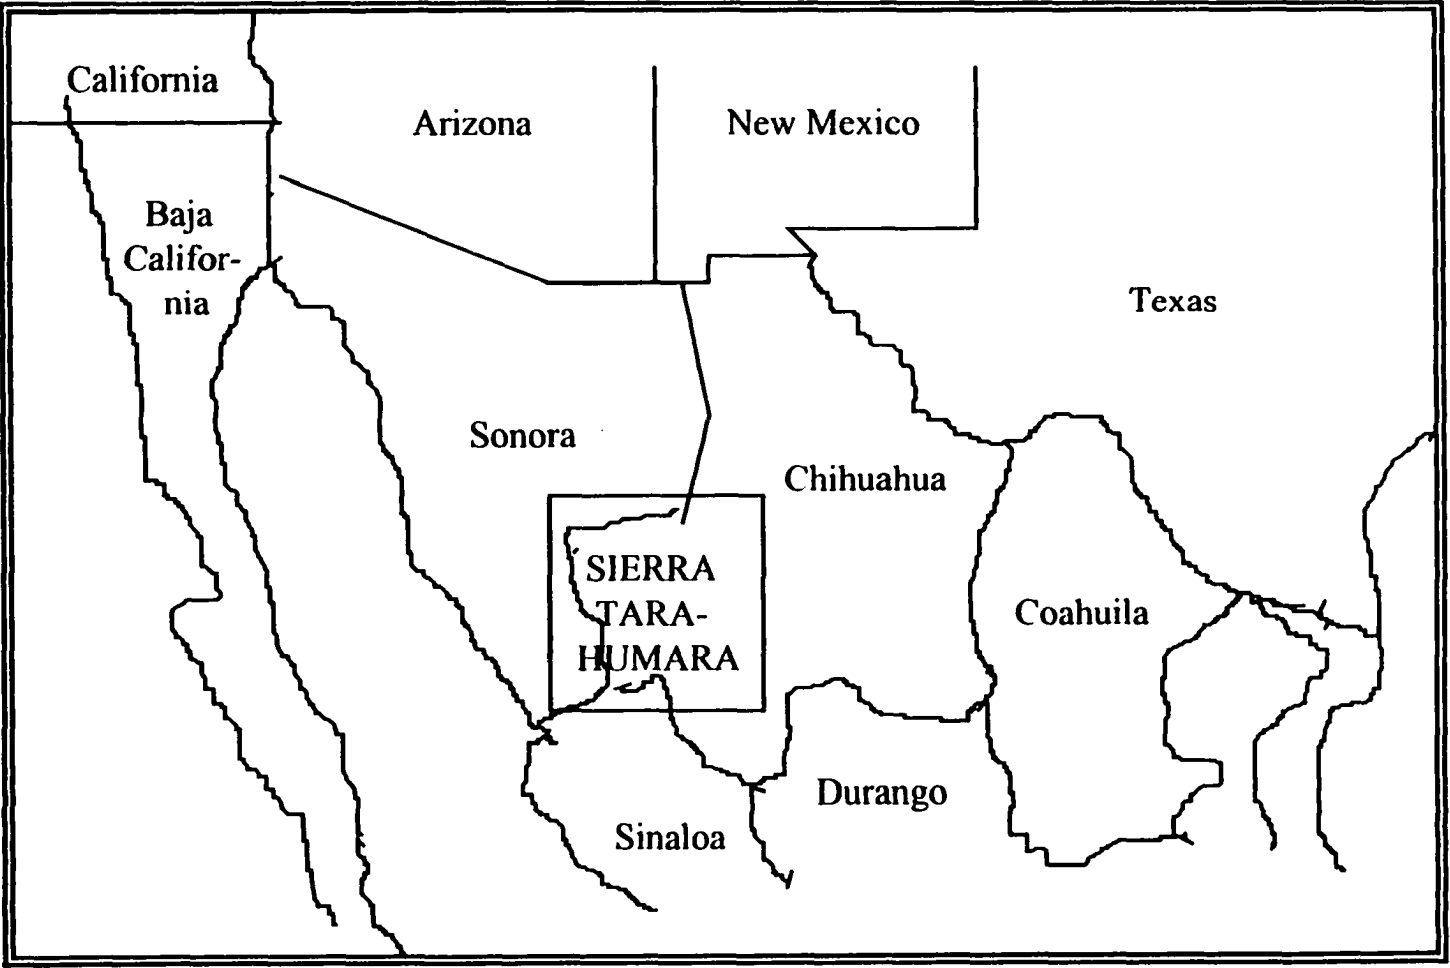 California
Arizona
New Mexico
Baja
Califor-
nia
Texas
Sonora
Chihuahua
SIERRA
TARA-
HUMARA
Coahuila
Durango
Sinaloa